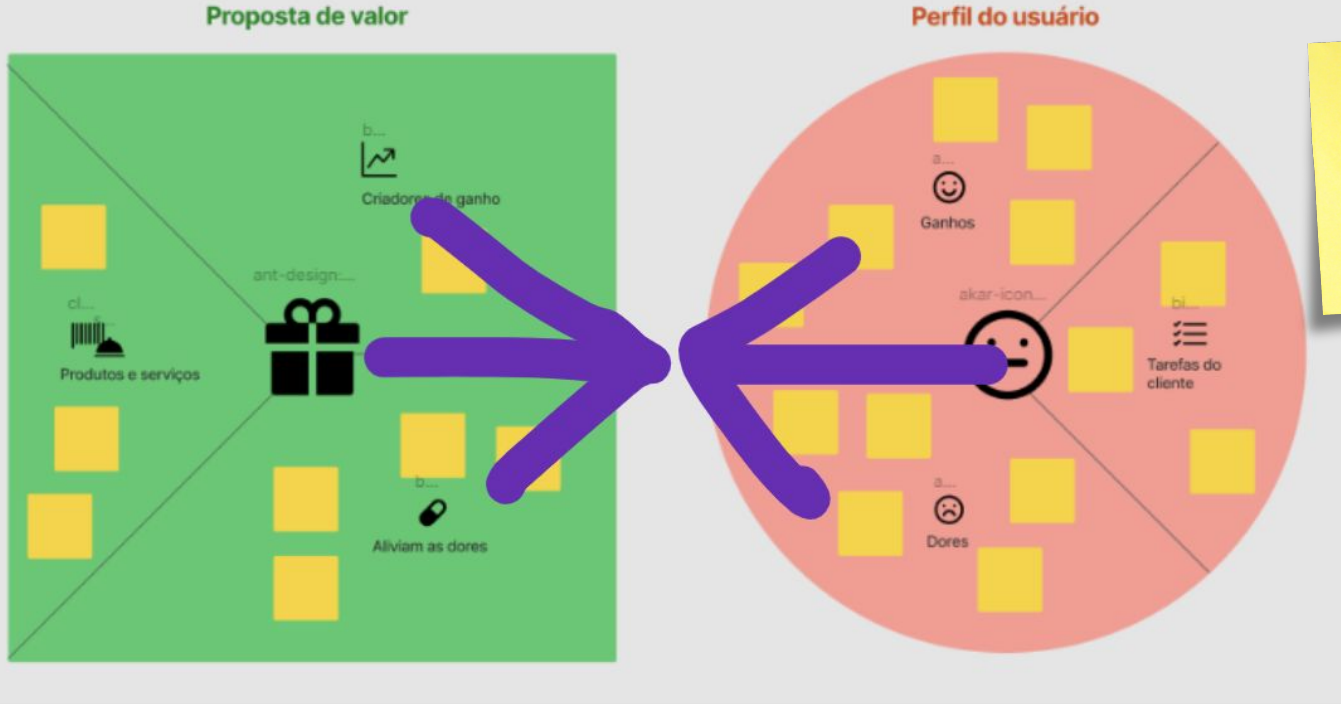 Proposta de valor
b...
Criadores de ganho
ant-design:...
cl...
Produtos e serviços
b...
Aliviam as dores
Perfil do usuário
a...
Ganhos
akar-icon...
bi...
Tarefas do
cliente
a...
Dores